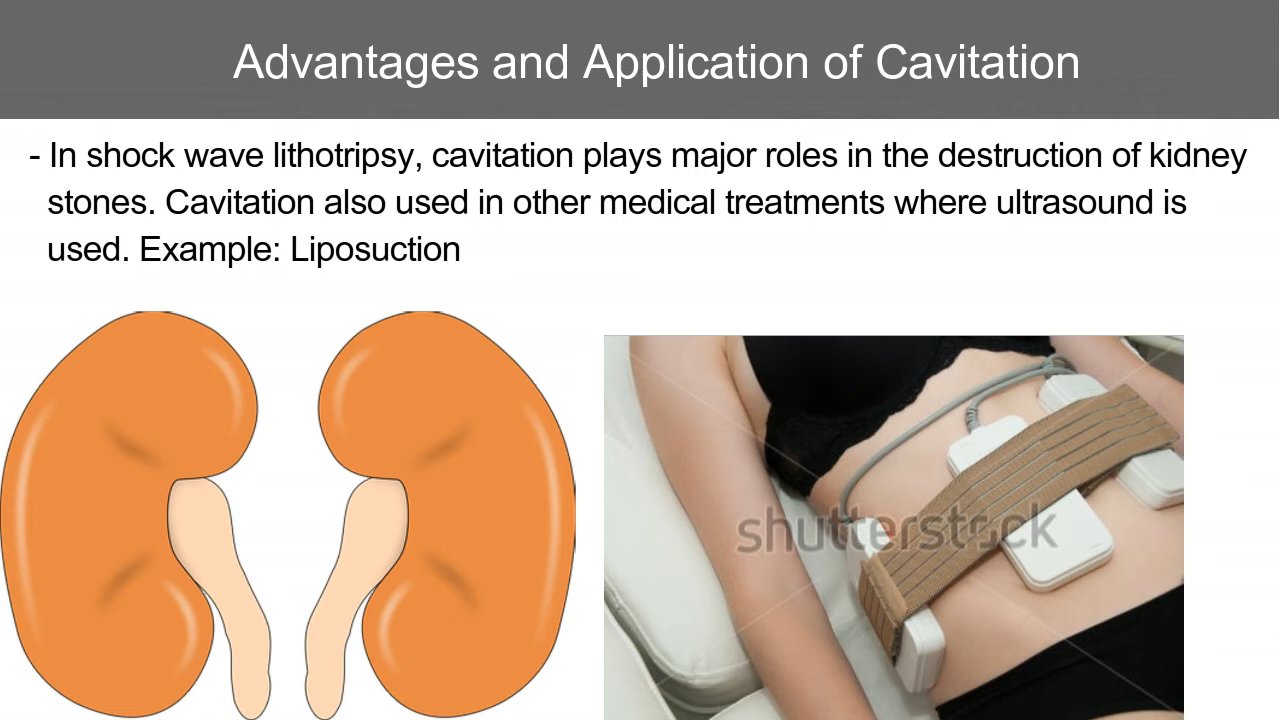 Advantages and Application of Cavitation
- In shock wave lithotripsy, cavitation plays major roles in the destruction of kidney
stones. Cavitation also used in other medical treatments where ultrasound is
used. Example: Liposuction
shutterstock